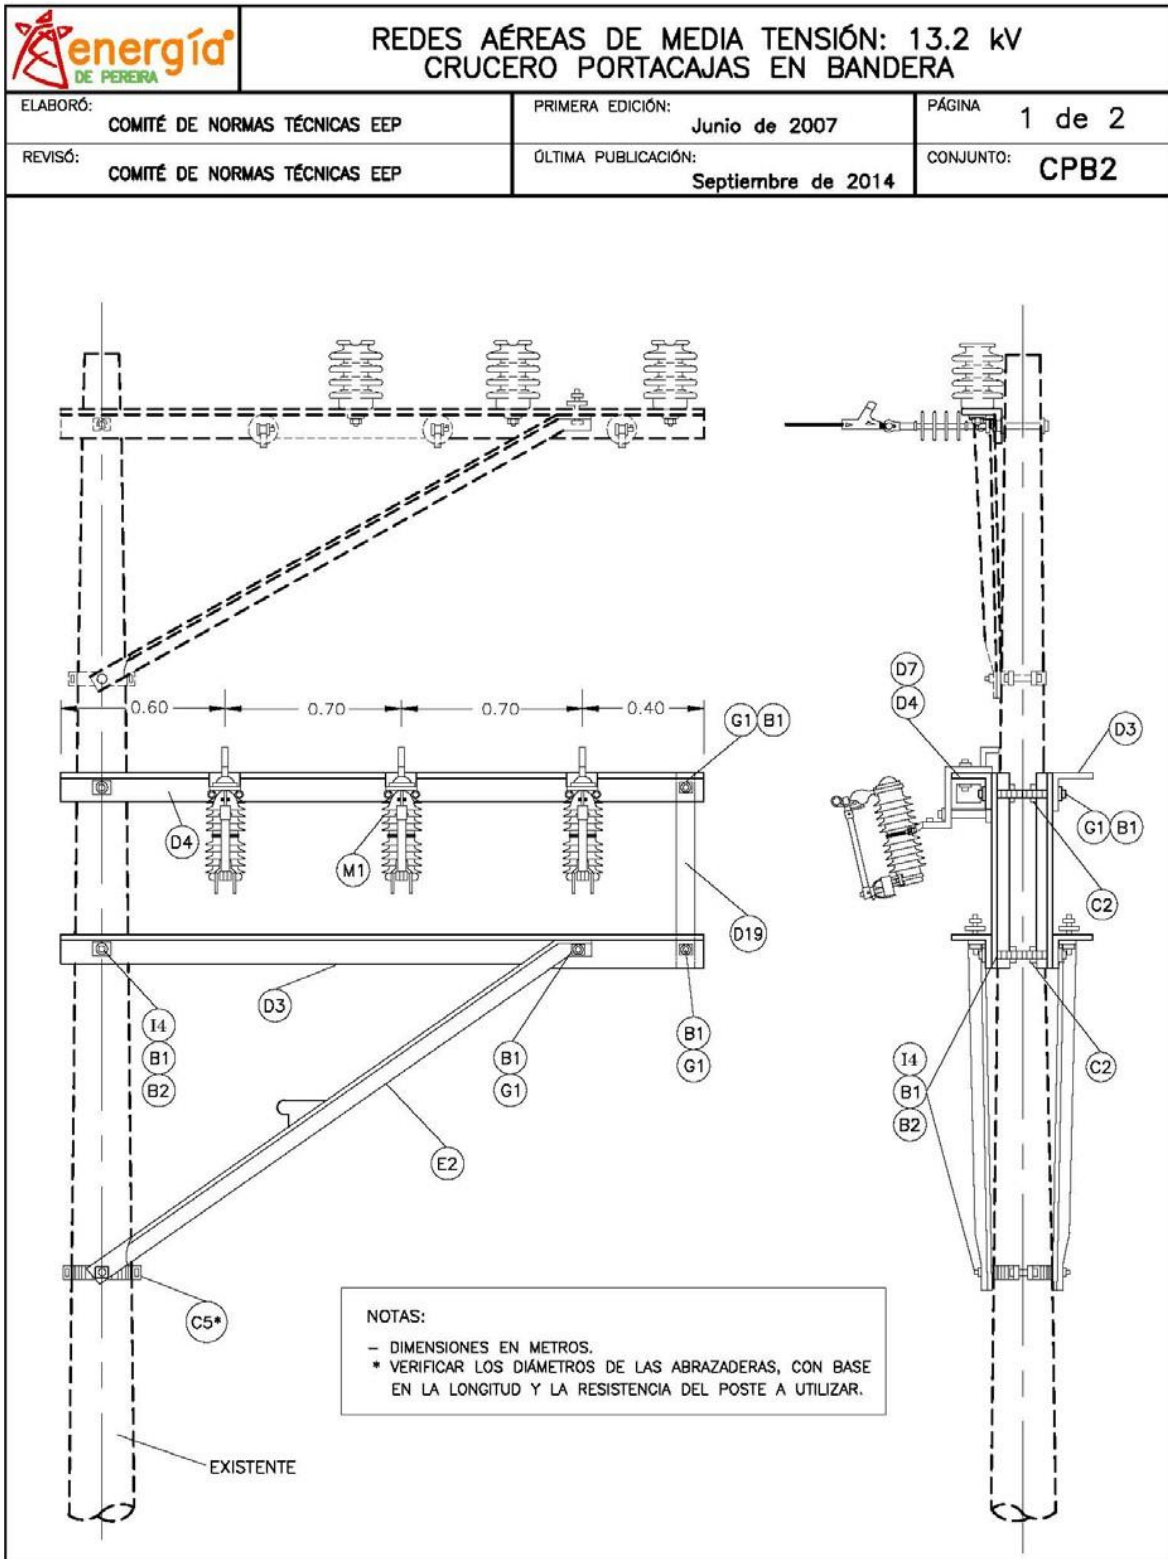 energía
DE PEREIRA
REDES AÉREAS DE MEDIA TENSIÓN: 13.2 kV
CRUCERO PORTACAJAS EN BANDERA
ELABORÓ:
COMITÉ DE NORMAS TÉCNICAS EEP
PRIMERA EDICIÓN:
Junio de 2007
PÁGINA
1 de 2
REVISÓ:
COMITÉ DE NORMAS TÉCNICAS EEP
ÚLTIMA PUBLICACIÓN:
Septiembre de 2014
CONJUNTO:
CPB2
0.60
0.70
0.70
0.40
G1 B1
D4
M1
D19
D3
I4
B1
B2
B1
G1
B1
G1
E2
C5*
EXISTENTE
D7
D4
D3
G1 B1
C2
C2
I4
B1
B2
NOTAS:
– DIMENSIONES EN METROS.
* VERIFICAR LOS DIÁMETROS DE LAS ABRAZADERAS, CON BASE
EN LA LONGITUD Y LA RESISTENCIA DEL POSTE A UTILIZAR.